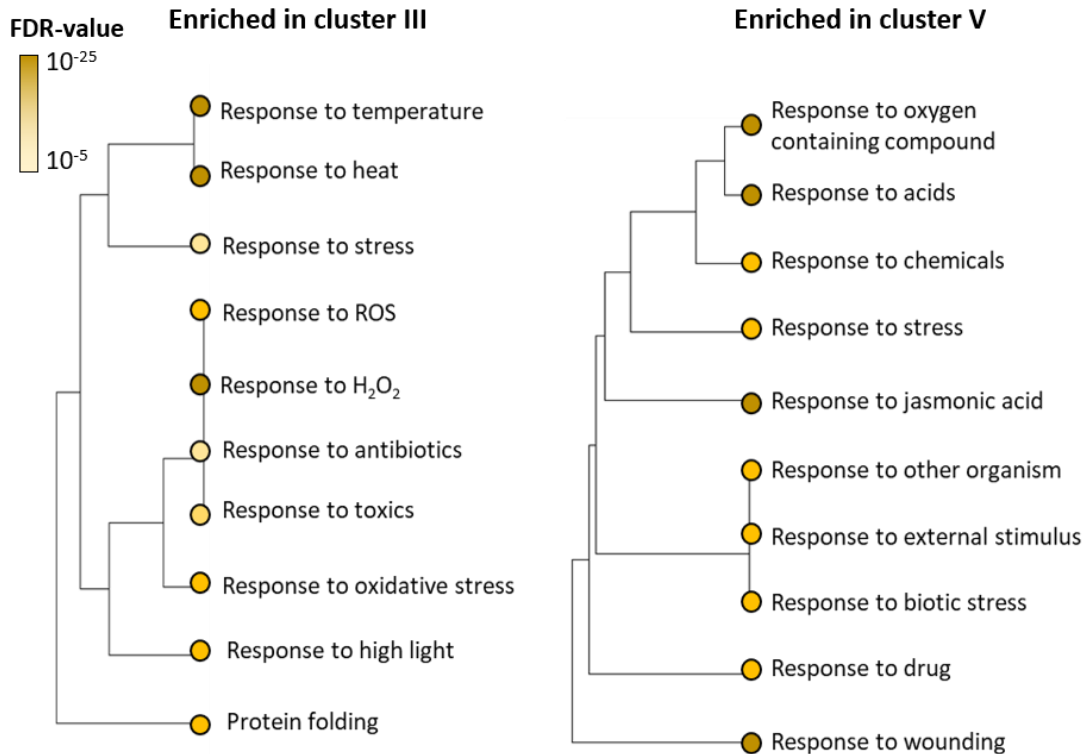 FDR-value
10⁻²⁵
10⁻⁵
Enriched in cluster III
Response to temperature
Response to heat
Response to stress
Response to ROS
Response to H₂O₂
Response to antibiotics
Response to toxics
Response to oxidative stress
Response to high light
Protein folding
Enriched in cluster V
Response to oxygen
containing compound
Response to acids
Response to chemicals
Response to stress
Response to jasmonic acid
Response to other organism
Response to external stimulus
Response to biotic stress
Response to drug
Response to wounding